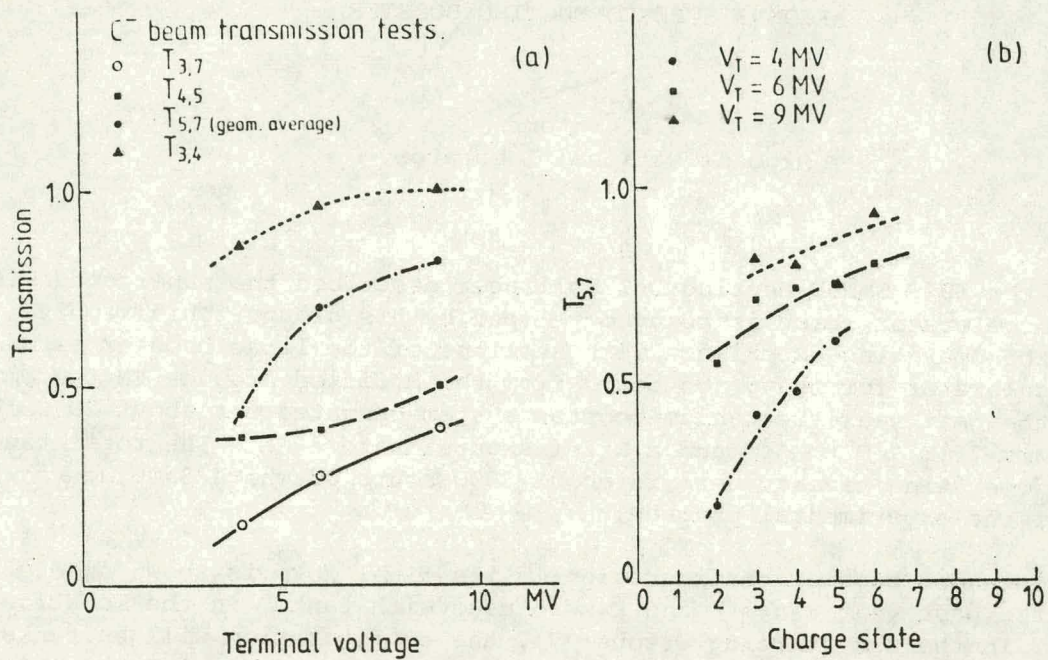 C⁻ beam transmission tests.
(a)
T3,7
T4,5
T5,7 (geom. average)
T3,4
Transmission
1.0
0.5
0
0 5 10 MV
Terminal voltage
(b)
VT = 4 MV
VT = 6 MV
VT = 9 MV
T5,7
1.0
0.5
0
0 1 2 3 4 5 6 7 8 9 10
Charge state